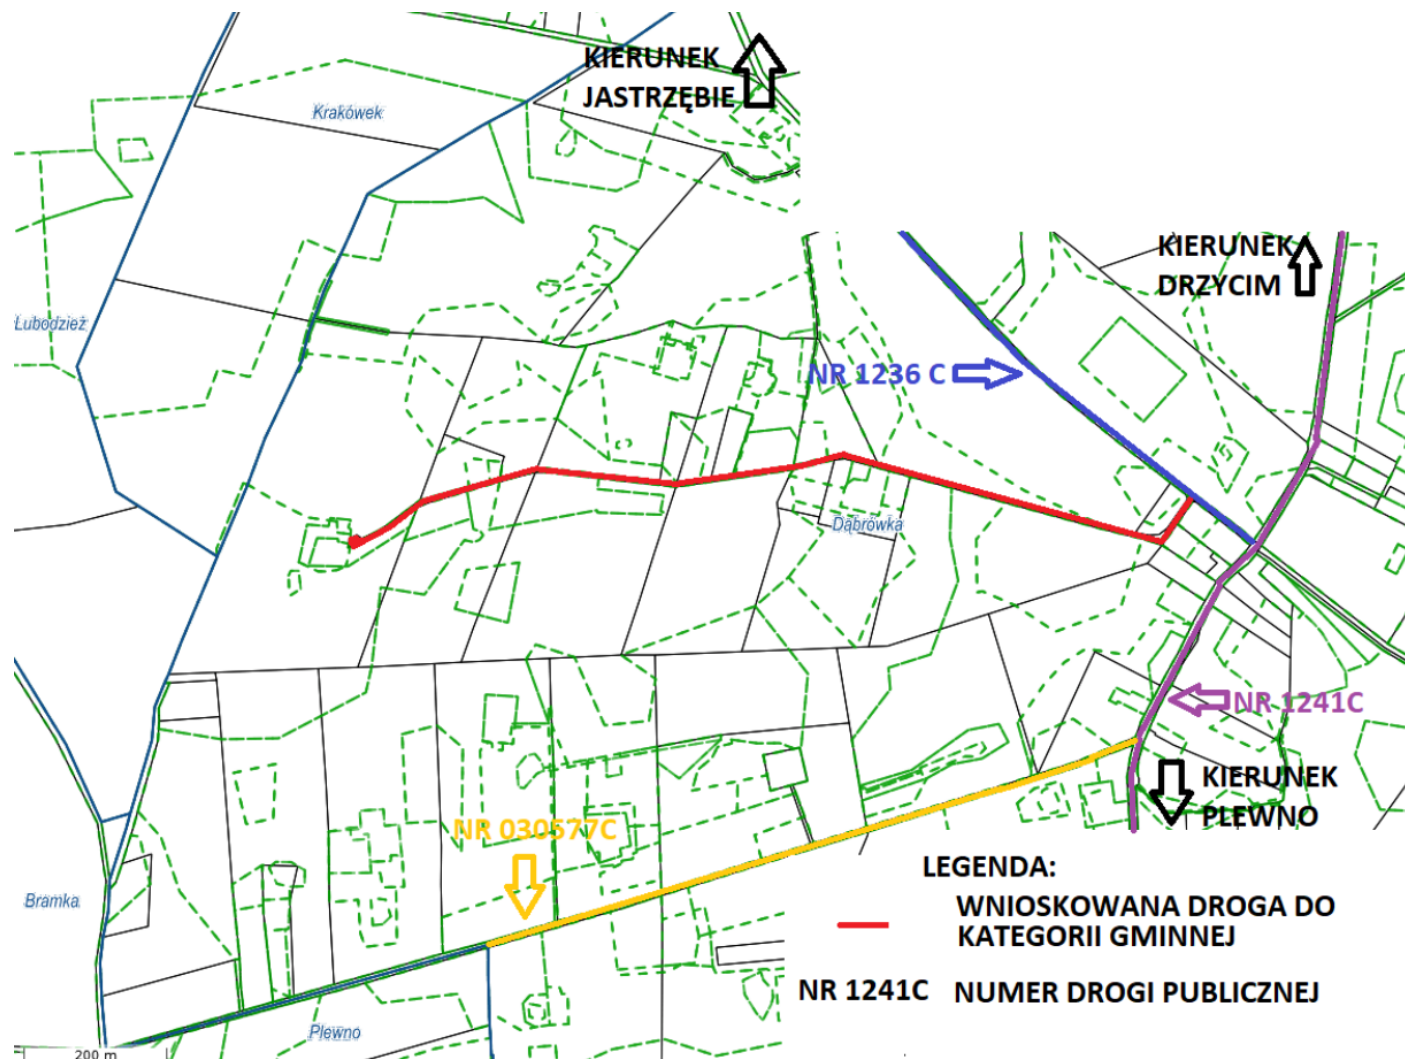 KIERUNEK
JASTRZĘBIE
Krakówek
KIERUNEK
DRZYCIM
Lubodzież
NR 1236 C
Dąbrówka
NR 1241C
KIERUNEK
PLEWNO
NR 030577C
LEGENDA:
WNIOSKOWANA DROGA DO
KATEGORII GMINNEJ
Bramka
NR 1241C NUMER DROGI PUBLICZNEJ
Plewno
200 m